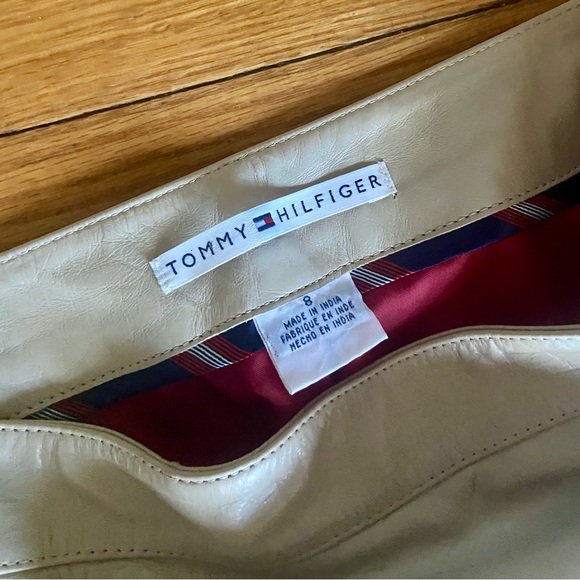 TOMMY HILFIGER
8
MADE IN INDIA
FABRIQUE EN INDE
HECHO EN INDIA